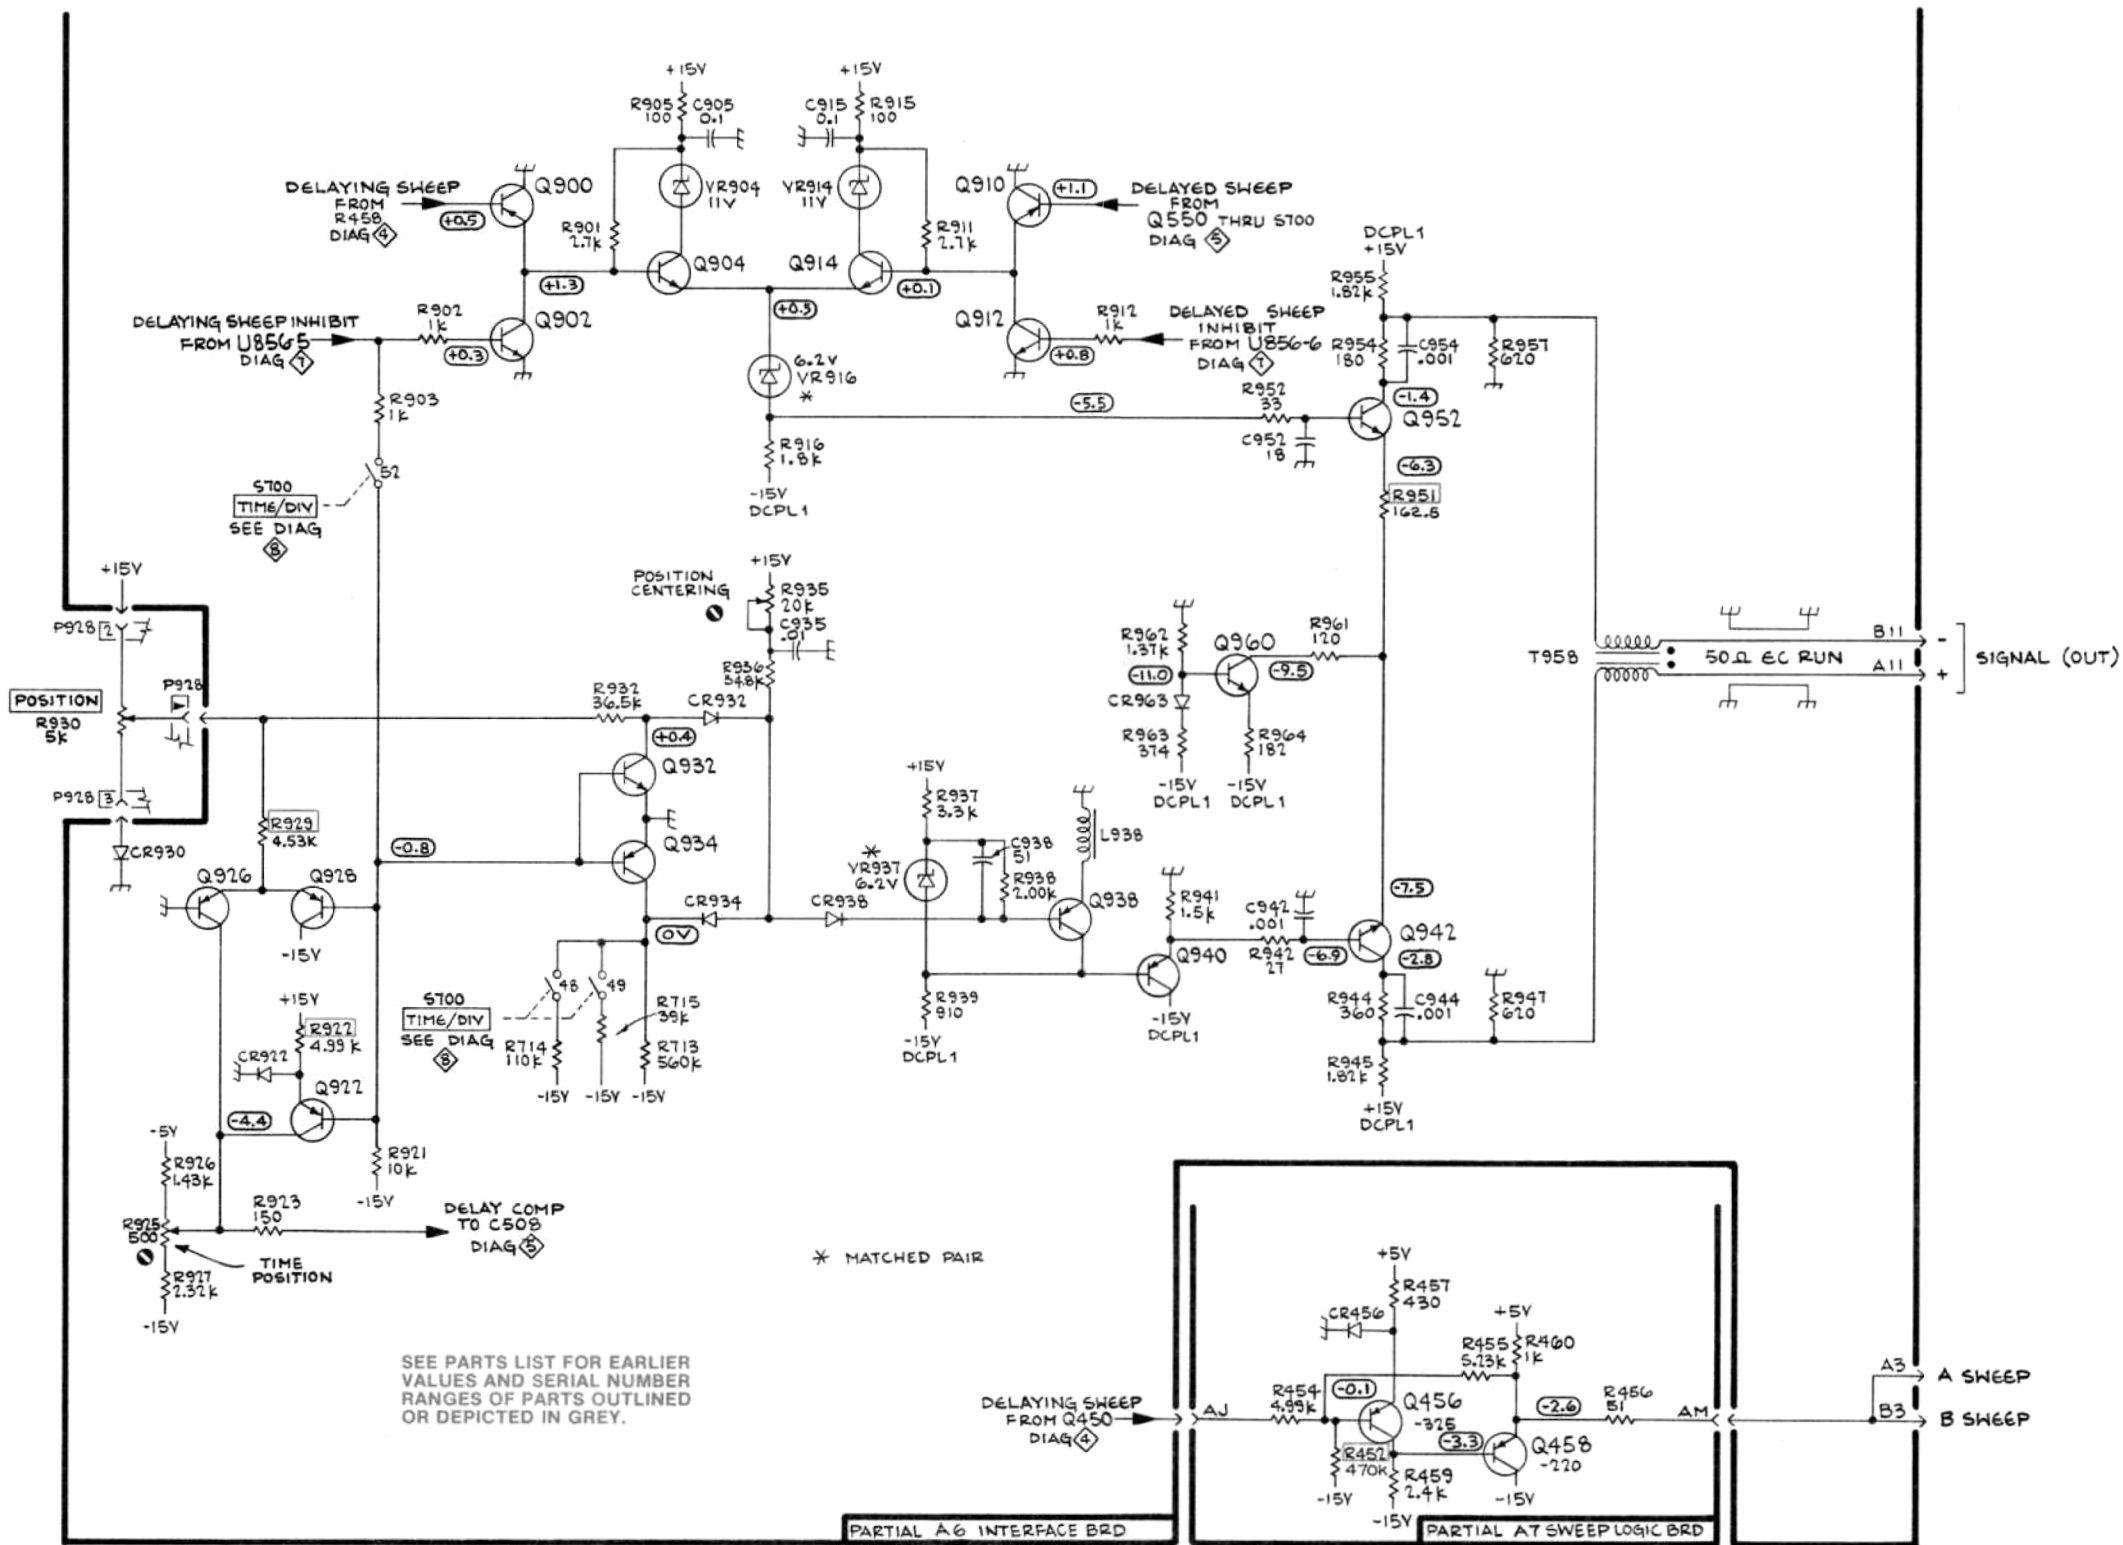 +15V
+15V
R905
100
C905
0.1
C915
0.1
R915
100
DELAYING SWEEP
FROM
R458
DIAG 4
+0.5
Q900
VR904
11V
VR914
11V
Q910
+1.1
DELAYED SWEEP
FROM
Q550 THRU S700
DIAG 5
R901
2.7k
R911
2.7k
Q904
Q914
+1.3
+0.5
+0.1
DCPL1
+15V
R955
1.82k
DELAYING SWEEP INHIBIT
FROM U856-5
DIAG 7
R902
1k
+0.3
Q902
Q912
R912
1k
+0.8
DELAYED SWEEP
INHIBIT
FROM U856-6
DIAG 7
R954
180
C954
.001
R957
620
6.2V
VR916
*
R903
1k
-5.5
R952
33
-1.4
Q952
C952
18
R916
1.8k
-15V
DCPL1
52
S700
TIME/DIV
SEE DIAG
8
-6.3
R951
162.5
+15V
P928 2
POSITION
CENTERING
+15V
R935
20k
C935
.01
R936
34.8k
R962
1.37k
Q960
R961
120
-11.0
-9.5
CR963
R963
374
R964
182
-15V
DCPL1
-15V
DCPL1
T958
50Ω EC RUN
B11
A11
-
+
SIGNAL (OUT)
POSITION
R930
5k
P928
R932
36.5k
CR932
+0.4
Q932
P928 3
CR930
R929
4.53K
-0.8
Q934
+15V
R937
3.3k
*
VR937
6.2V
C938
51
R938
2.00k
L938
Q926
Q928
-15V
CR934
CR938
Q938
R941
1.5k
C942
.001
-7.5
Q942
0V
Q940
R942
27
-6.9
-2.8
48
49
S700
TIME/DIV
SEE DIAG
8
R715
39k
R714
110k
R713
560k
-15V
-15V
-15V
R939
910
-15V
DCPL1
-15V
DCPL1
R944
360
C944
.001
R947
620
R945
1.82k
+15V
DCPL1
+15V
R922
4.99k
CR922
Q922
-4.4
-5V
R926
1.43k
R921
10k
-15V
R923
150
DELAY COMP
TO C508
DIAG 5
R925
500
TIME
POSITION
R927
2.32k
-15V
* MATCHED PAIR
SEE PARTS LIST FOR EARLIER
VALUES AND SERIAL NUMBER
RANGES OF PARTS OUTLINED
OR DEPICTED IN GREY.
+5V
R457
430
CR456
+5V
R455
5.23k
R460
1k
DELAYING SWEEP
FROM Q450
DIAG 4
AJ
R454
4.99k
-0.1
Q456
-325
-2.6
R456
51
AM
-3.3
Q458
-220
R452
470k
R459
2.4k
-15V
-15V
-15V
A3
A SWEEP
B3
B SWEEP
PARTIAL A6 INTERFACE BRD
PARTIAL A7 SWEEP LOGIC BRD